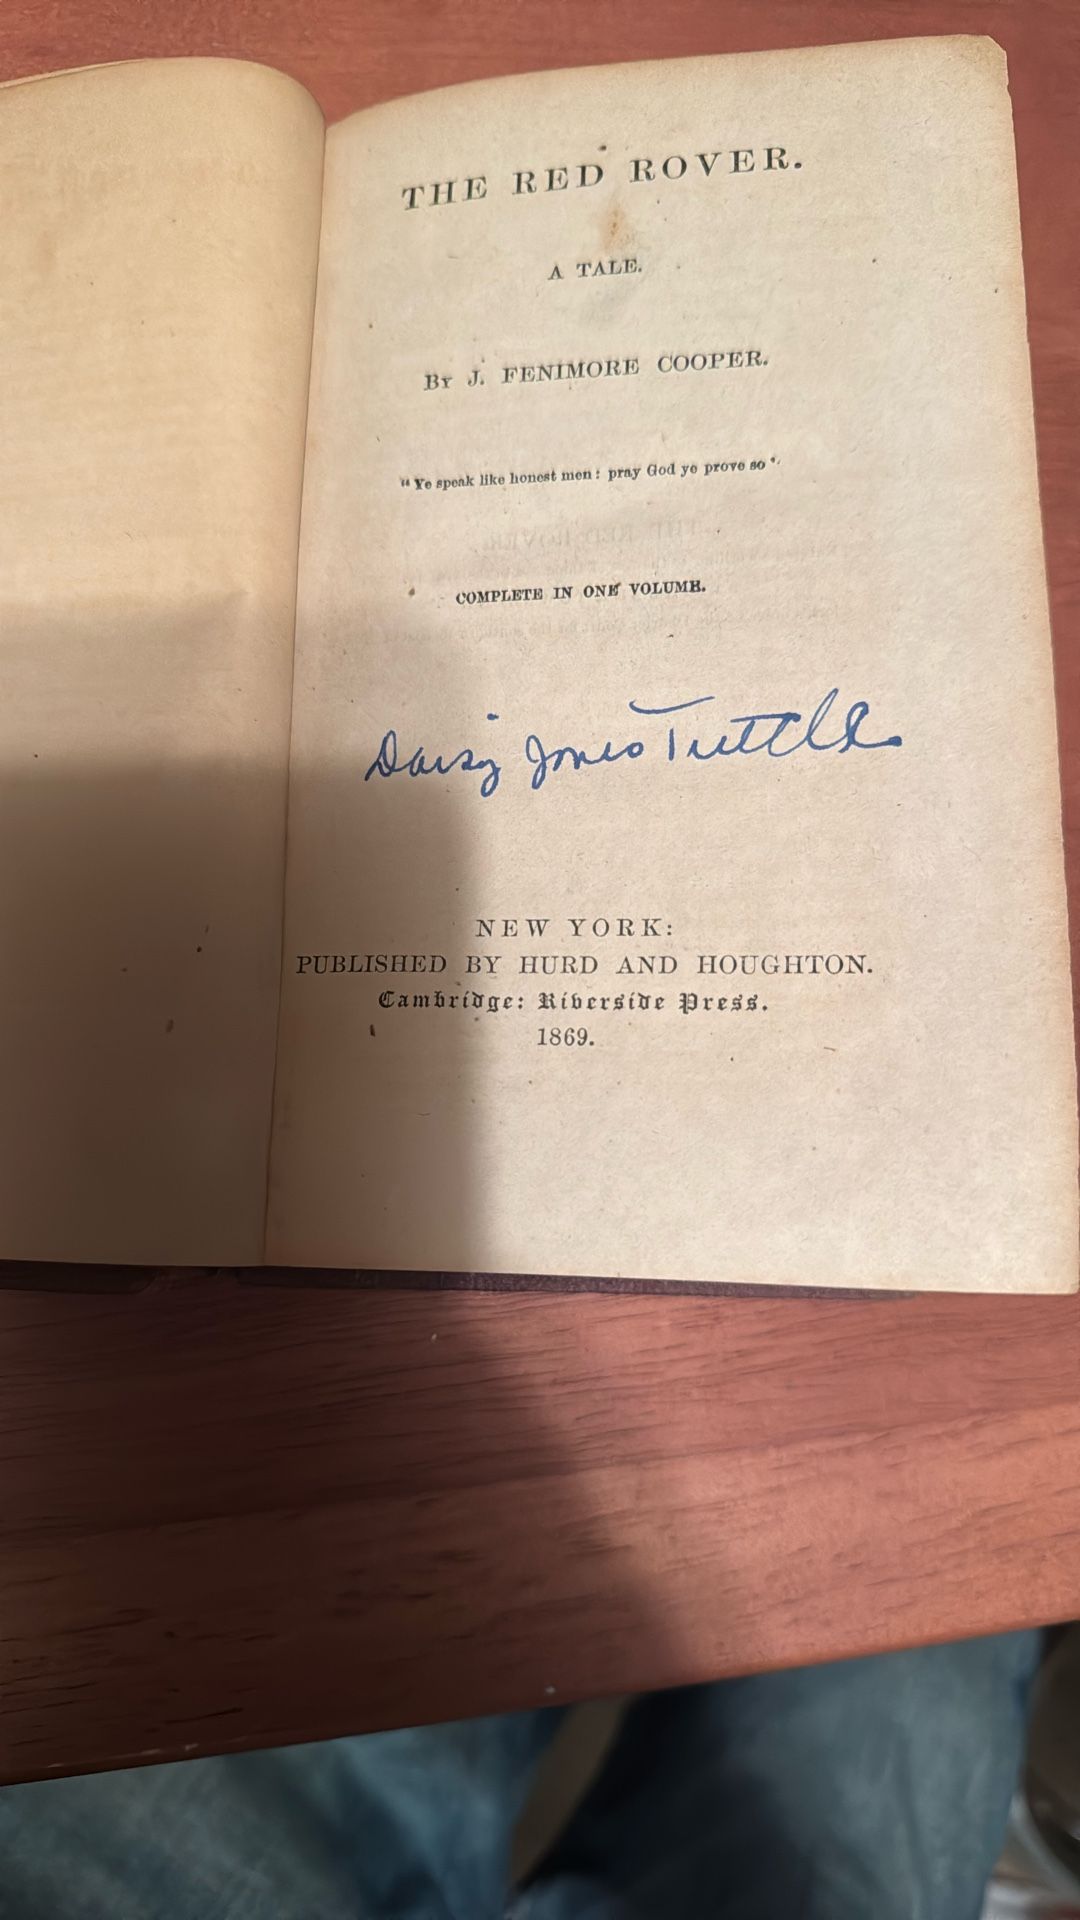 THE RED ROVER.
A TALE.
BY J. FENIMORE COOPER.
"Ye speak like honest men: pray God ye prove so".
COMPLETE IN ONE VOLUME.
Daisy Jones Tuttle
NEW YORK:
PUBLISHED BY HURD AND HOUGHTON.
Cambridge: Riverside Press.
1869.